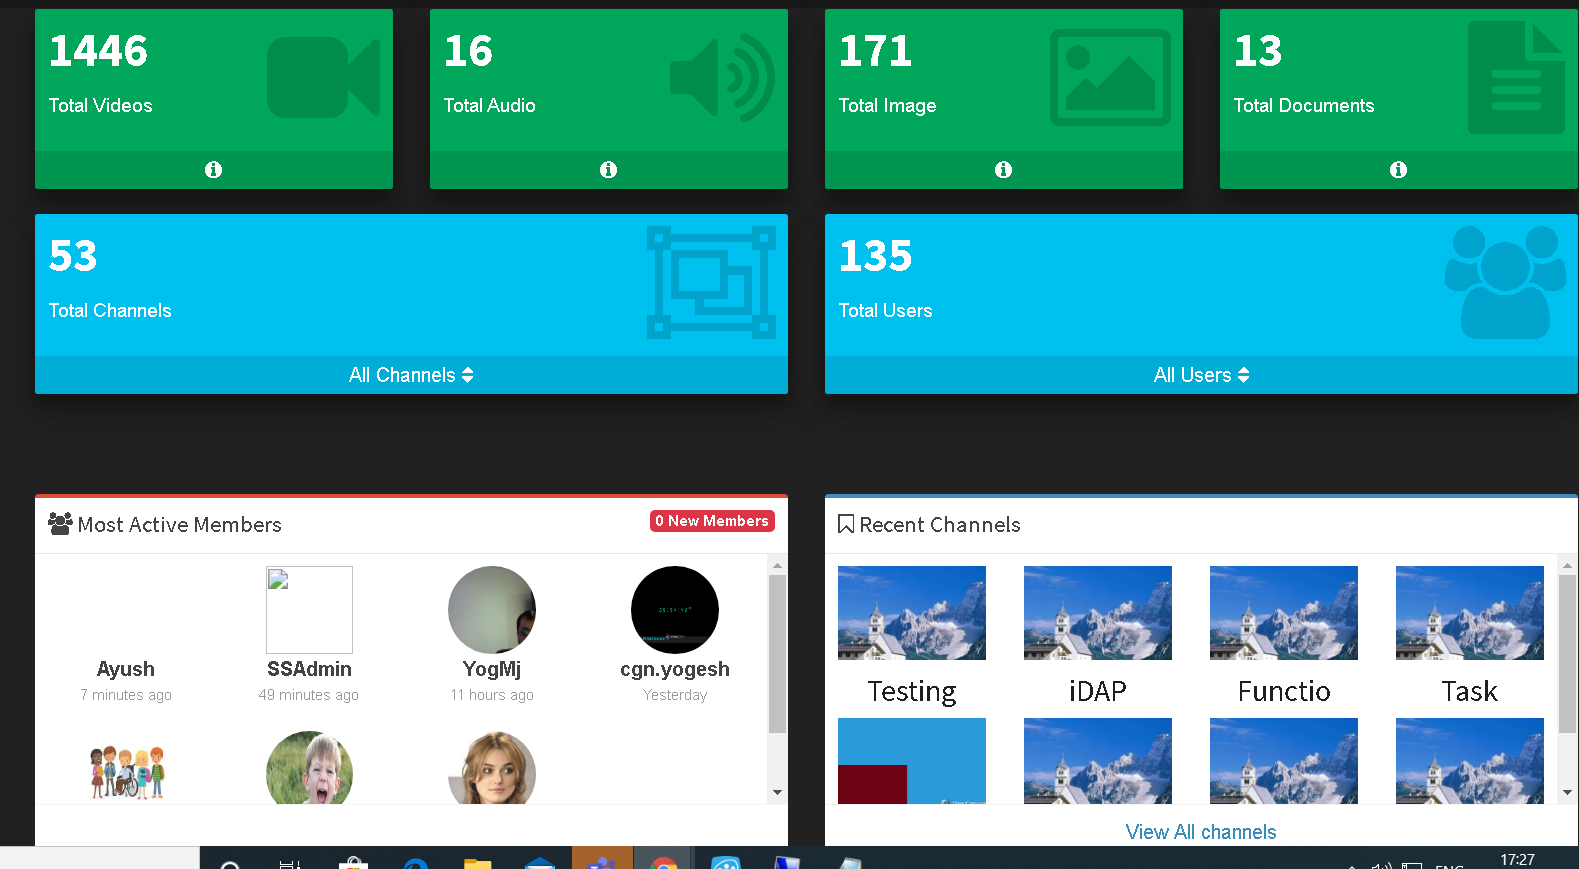 1446
Total Videos
16
Total Audio
171
Total Image
13
Total Documents
53
Total Channels
All Channels
135
Total Users
All Users
Most Active Members
0 New Members
Ayush
7 minutes ago
SSAdmin
49 minutes ago
YogMj
11 hours ago
cgn.yogesh
Yesterday
Recent Channels
Testing
iDAP
Functio
Task
View All channels
17:27